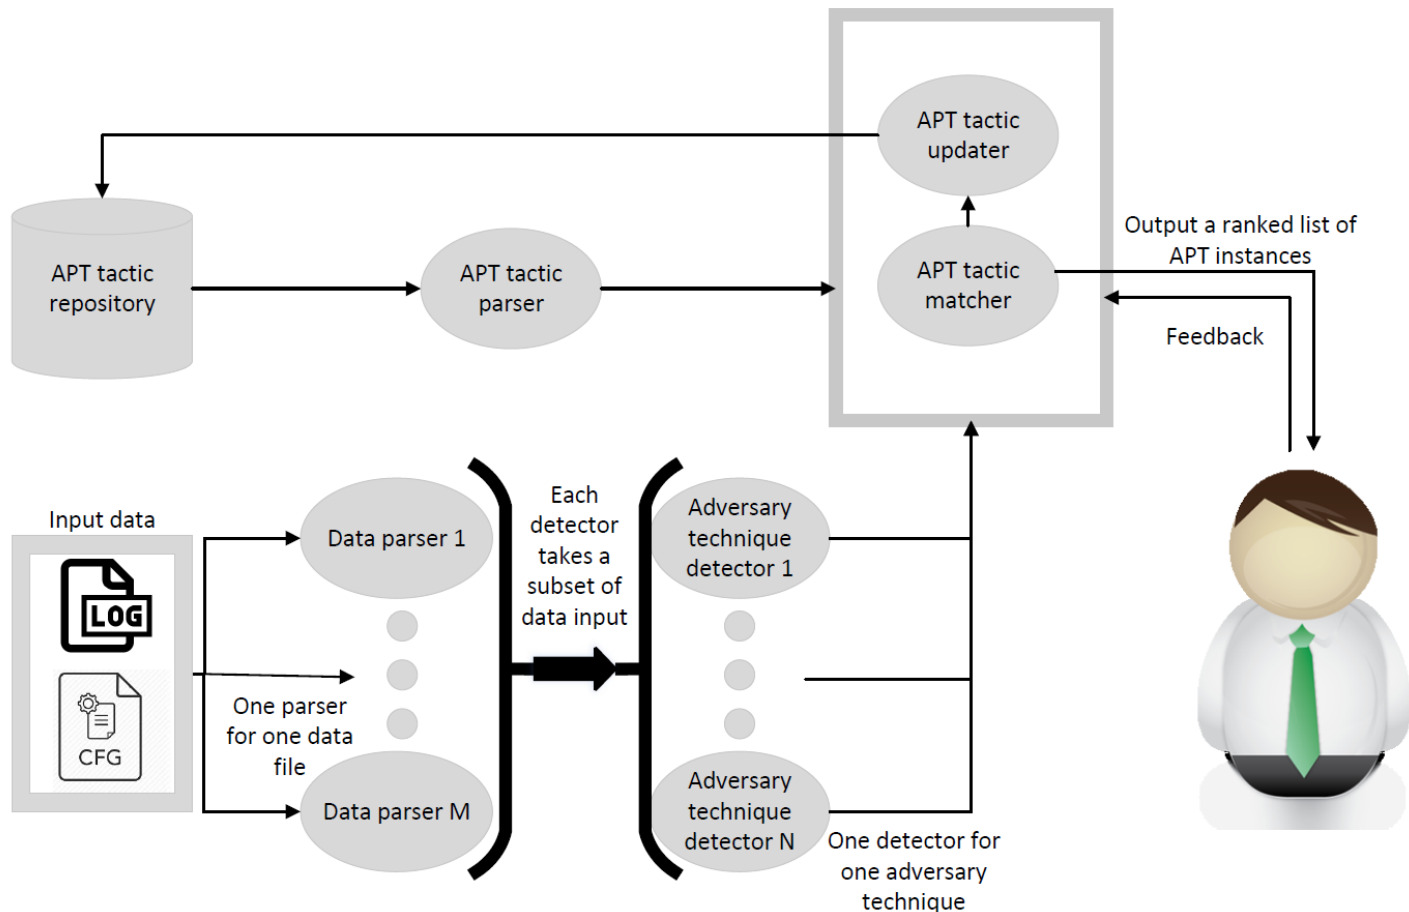 APT tactic
updater
APT tactic
repository
APT tactic
parser
APT tactic
matcher
Output a ranked list of
APT instances
Feedback
Input data
LOG
CFG
One parser
for one data
file
Data parser 1
Data parser M
Each
detector
takes a
subset of
data input
Adversary
technique
detector 1
Adversary
technique
detector N
One detector for
one adversary
technique